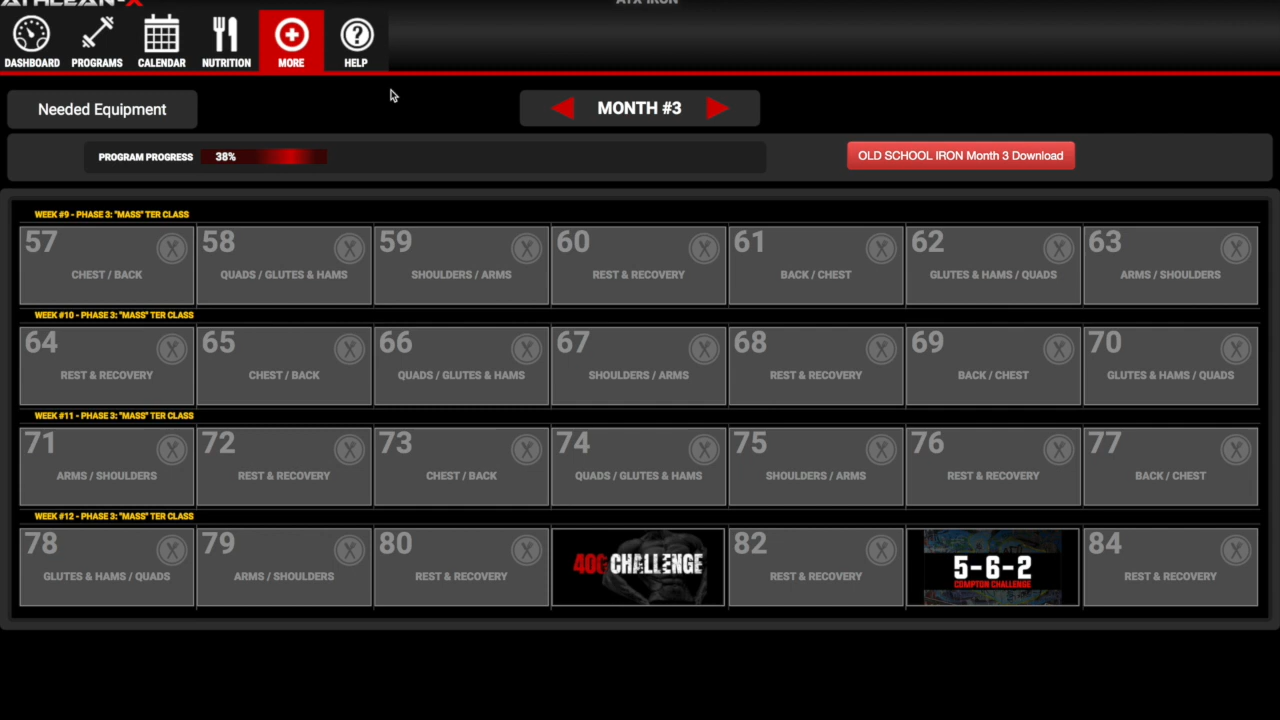 ATHLEAN-X
ATX IRON
DASHBOARD PROGRAMS CALENDAR NUTRITION MORE HELP
Needed Equipment
MONTH #3
PROGRAM PROGRESS 38%
OLD SCHOOL IRON Month 3 Download
WEEK #9 - PHASE 3: "MASS" TER CLASS
57 58 59 60 61 62 63
CHEST / BACK QUADS / GLUTES & HAMS SHOULDERS / ARMS REST & RECOVERY BACK / CHEST GLUTES & HAMS / QUADS ARMS / SHOULDERS
WEEK #10 - PHASE 3: "MASS" TER CLASS
64 65 66 67 68 69 70
REST & RECOVERY CHEST / BACK QUADS / GLUTES & HAMS SHOULDERS / ARMS REST & RECOVERY BACK / CHEST GLUTES & HAMS / QUADS
WEEK #11 - PHASE 3: "MASS" TER CLASS
71 72 73 74 75 76 77
ARMS / SHOULDERS REST & RECOVERY CHEST / BACK QUADS / GLUTES & HAMS SHOULDERS / ARMS REST & RECOVERY BACK / CHEST
WEEK #12 - PHASE 3: "MASS" TER CLASS
78 79 80 400 CHALLENGE 82 5-6-2 84
COMPTON CHALLENGE
GLUTES & HAMS / QUADS ARMS / SHOULDERS REST & RECOVERY REST & RECOVERY REST & RECOVERY